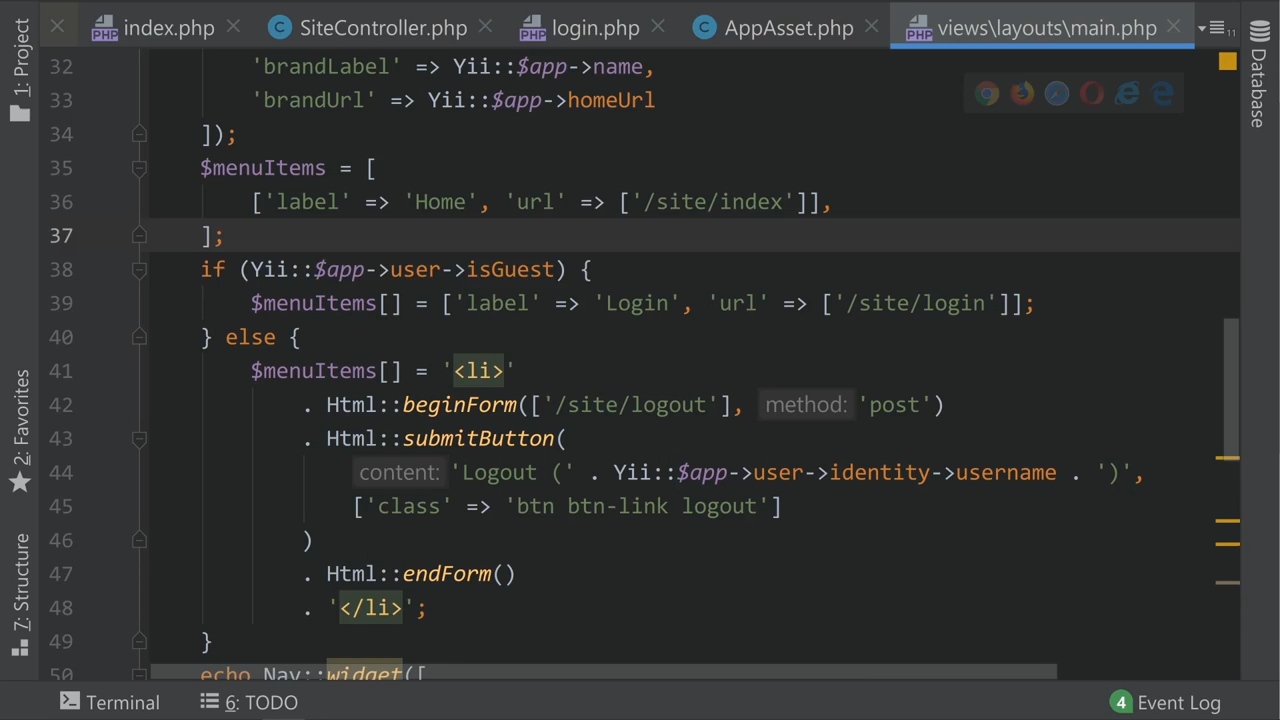 1: Project
index.php
SiteController.php
login.php
AppAsset.php
views\layouts\main.php
11
Database
32 'brandLabel' => Yii::$app->name,
33 'brandUrl' => Yii::$app->homeUrl
34 ]);
35 $menuItems = [
36 ['label' => 'Home', 'url' => ['/site/index']],
37 ];
38 if (Yii::$app->user->isGuest) {
39 $menuItems[] = ['label' => 'Login', 'url' => ['/site/login']];
40 } else {
41 $menuItems[] = '<li>'
42 . Html::beginForm(['/site/logout'], method: 'post')
43 . Html::submitButton(
44 content: 'Logout (' . Yii::$app->user->identity->username . ')',
45 ['class' => 'btn btn-link logout']
46 )
47 . Html::endForm()
48 . '</li>';
49 }
50 echo Nav::widget([
2: Favorites
7: Structure
Terminal
6: TODO
4 Event Log